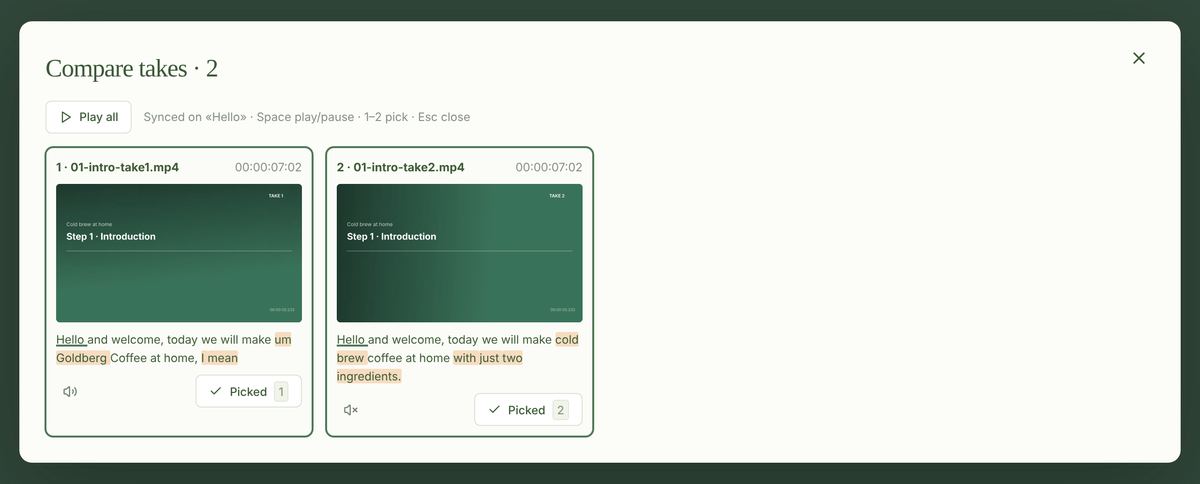 Compare takes · 2
Play all
Synced on «Hello» · Space play/pause · 1–2 pick · Esc close
1 · 01-intro-take1.mp4
00:00:07:02
TAKE 1
Cold brew at home
Step 1 · Introduction
Hello and welcome, today we will make um
Goldberg Coffee at home, I mean
Picked 1
2 · 01-intro-take2.mp4
00:00:07:02
TAKE 2
Cold brew at home
Step 1 · Introduction
Hello and welcome, today we will make cold
brew coffee at home with just two
ingredients.
Picked 2